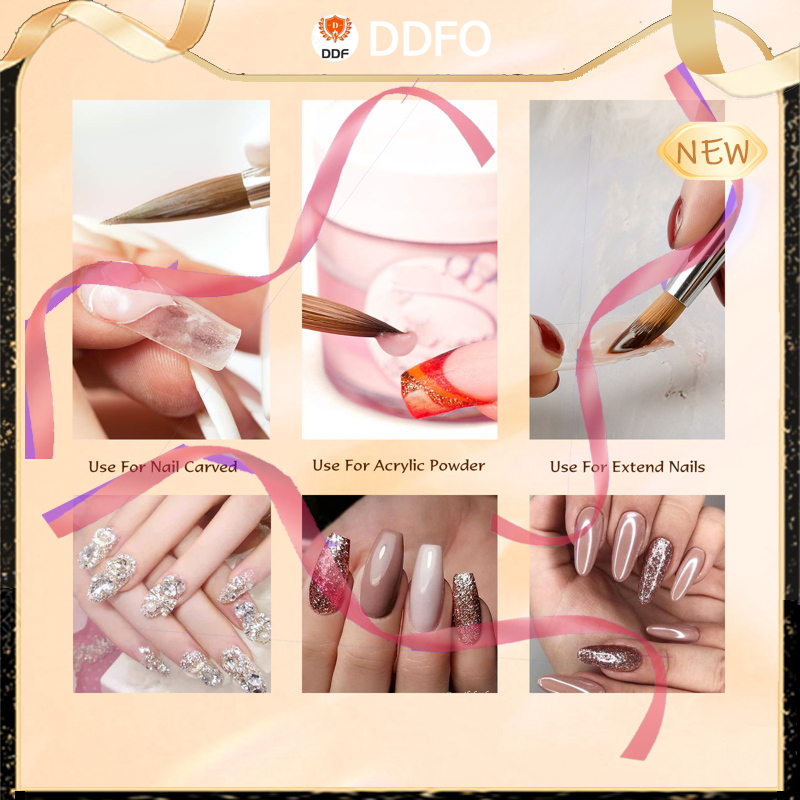 DDF
DDFO
NEW
Use For Nail Carved
Use For Acrylic Powder
Use For Extend Nails